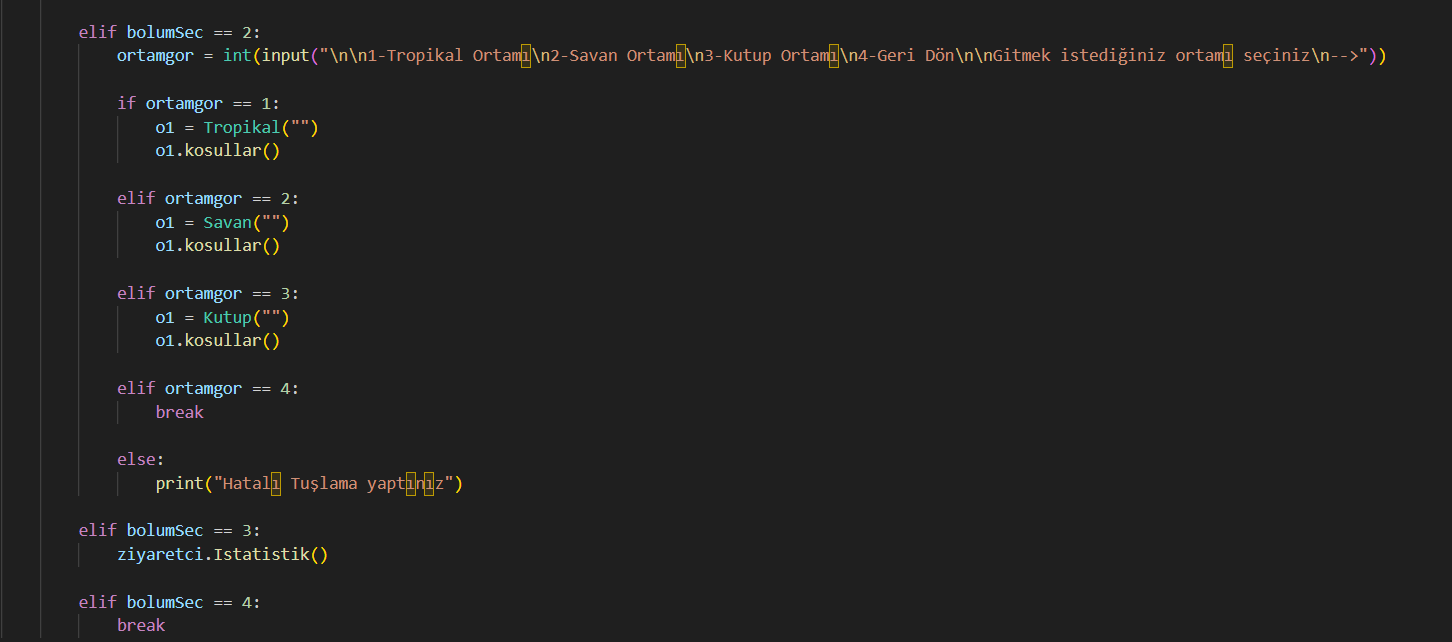 elif bolumSec == 2:
ortamgor = int(input("\n\n1-Tropikal Ortamı\n2-Savan Ortamı\n3-Kutup Ortamı\n4-Geri Dön\n\nGitmek istediğiniz ortamı seçiniz\n-->"))
if ortamgor == 1:
o1 = Tropikal("")
o1.kosullar()
elif ortamgor == 2:
o1 = Savan("")
o1.kosullar()
elif ortamgor == 3:
o1 = Kutup("")
o1.kosullar()
elif ortamgor == 4:
break
else:
print("Hatalı Tuşlama yaptınız")
elif bolumSec == 3:
ziyaretci.Istatistik()
elif bolumSec == 4:
break